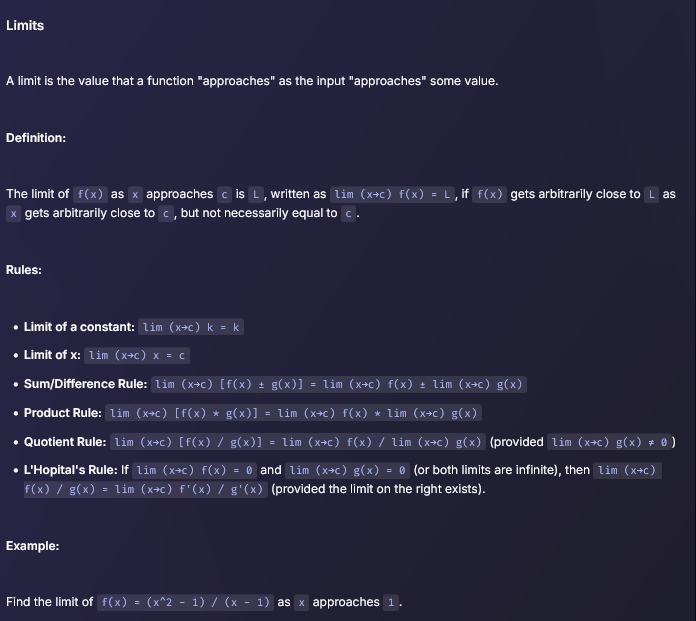 Limits
A limit is the value that a function "approaches" as the input "approaches" some value.
Definition:
The limit of f(x) as x approaches c is L, written as lim (x→c) f(x) = L, if f(x) gets arbitrarily close to L as
x gets arbitrarily close to c, but not necessarily equal to c.
Rules:
• Limit of a constant: lim (x→c) k = k
• Limit of x: lim (x→c) x = c
• Sum/Difference Rule: lim (x→c) [f(x) ± g(x)] = lim (x→c) f(x) ± lim (x→c) g(x)
• Product Rule: lim (x→c) [f(x) * g(x)] = lim (x→c) f(x) * lim (x→c) g(x)
• Quotient Rule: lim (x→c) [f(x) / g(x)] = lim (x→c) f(x) / lim (x→c) g(x) (provided lim (x→c) g(x) ≠ 0)
• L'Hopital's Rule: If lim (x→c) f(x) = 0 and lim (x→c) g(x) = 0 (or both limits are infinite), then lim (x→c)
f(x) / g(x) = lim (x→c) f'(x) / g'(x) (provided the limit on the right exists).
Example:
Find the limit of f(x) = (x^2 - 1) / (x - 1) as x approaches 1.